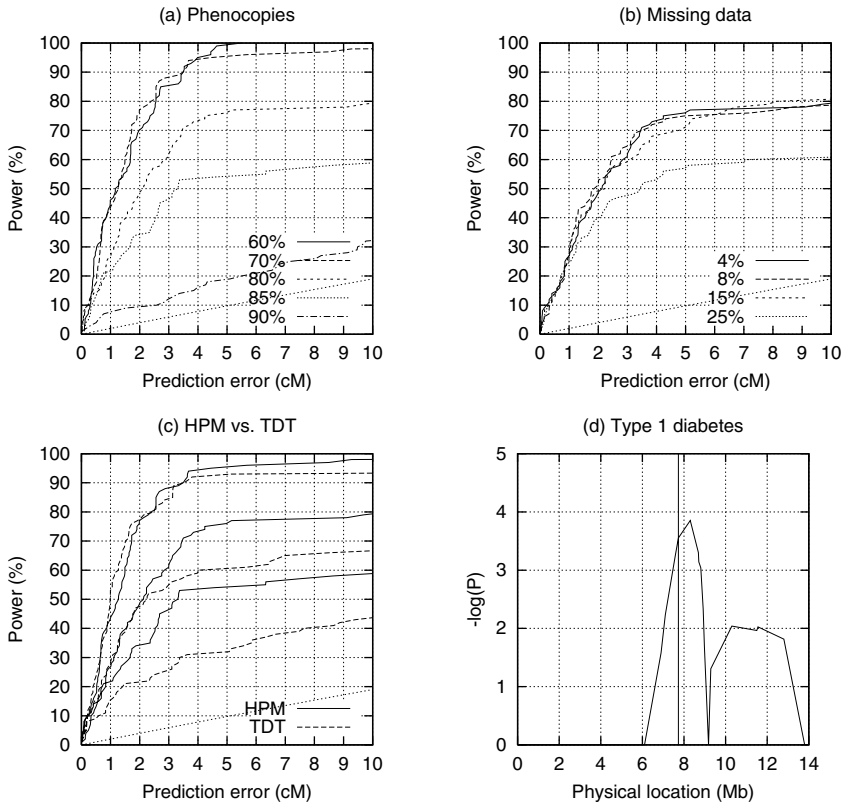 (a) Phenocopies
100
90
80
70
60
50
40
30
20
10
0
Power (%)
60%
70%
80%
85%
90%
0 1 2 3 4 5 6 7 8 9 10
Prediction error (cM)
(b) Missing data
100
90
80
70
60
50
40
30
20
10
0
Power (%)
4%
8%
15%
25%
0 1 2 3 4 5 6 7 8 9 10
Prediction error (cM)
(c) HPM vs. TDT
100
90
80
70
60
50
40
30
20
10
0
Power (%)
HPM
TDT
0 1 2 3 4 5 6 7 8 9 10
Prediction error (cM)
(d) Type 1 diabetes
5
4
3
2
1
0
-log(P)
0 2 4 6 8 10 12 14
Physical location (Mb)